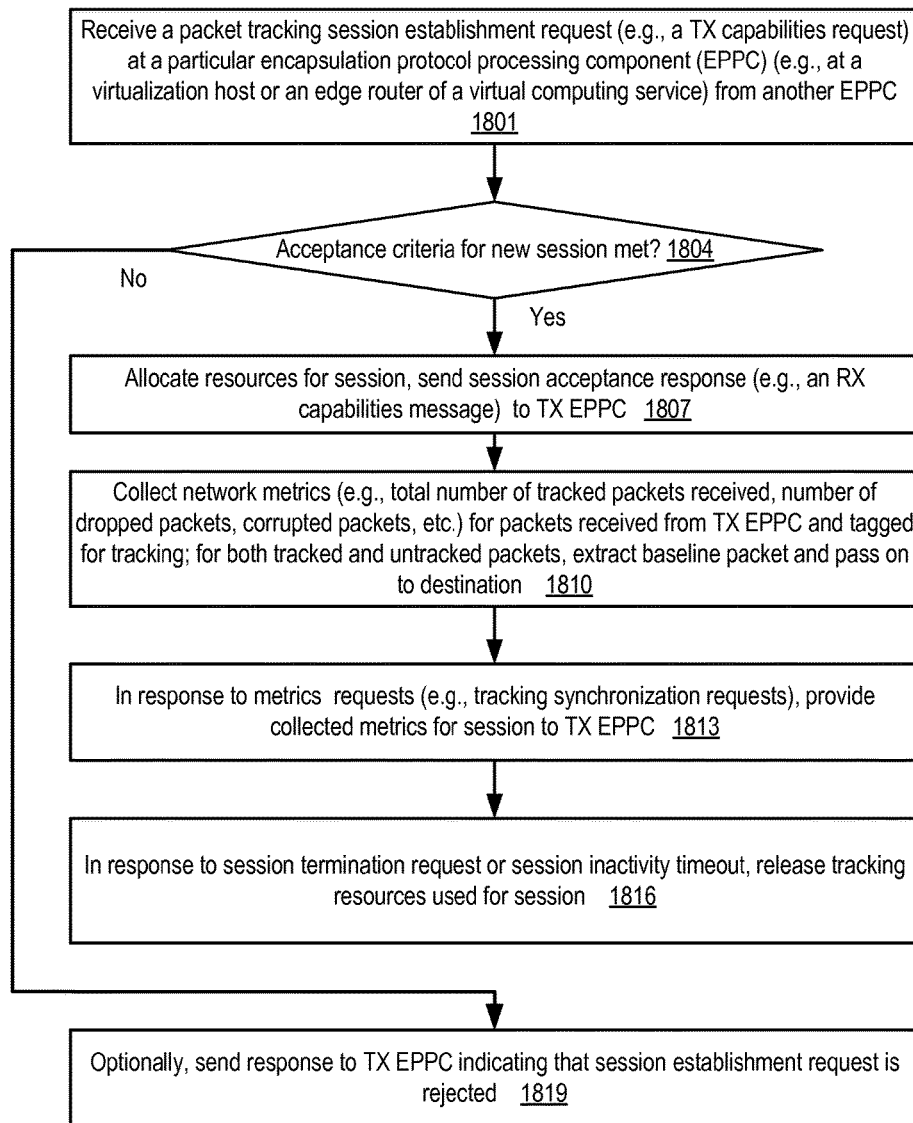 Receive a packet tracking session establishment request (e.g., a TX capabilities request)
at a particular encapsulation protocol processing component (EPPC) (e.g., at a
virtualization host or an edge router of a virtual computing service) from another EPPC
1801
Acceptance criteria for new session met? 1804
No
Yes
Allocate resources for session, send session acceptance response (e.g., an RX
capabilities message) to TX EPPC 1807
Collect network metrics (e.g., total number of tracked packets received, number of
dropped packets, corrupted packets, etc.) for packets received from TX EPPC and tagged
for tracking; for both tracked and untracked packets, extract baseline packet and pass on
to destination 1810
In response to metrics requests (e.g., tracking synchronization requests), provide
collected metrics for session to TX EPPC 1813
In response to session termination request or session inactivity timeout, release tracking
resources used for session 1816
Optionally, send response to TX EPPC indicating that session establishment request is
rejected 1819